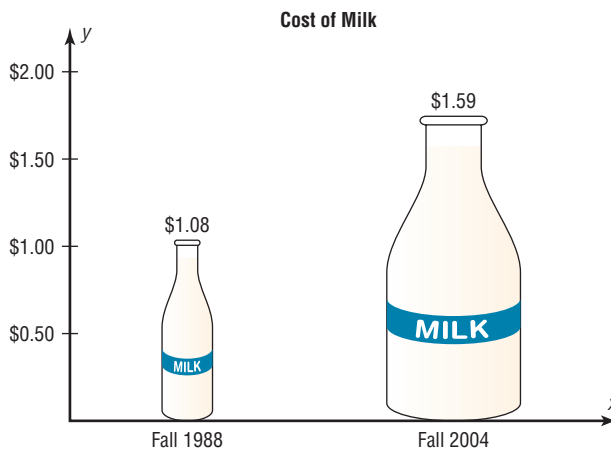 Cost of Milk
y
$2.00
$1.59
$1.50
$1.08
$1.00
$0.50
MILK
MILK
x
Fall 1988
Fall 2004